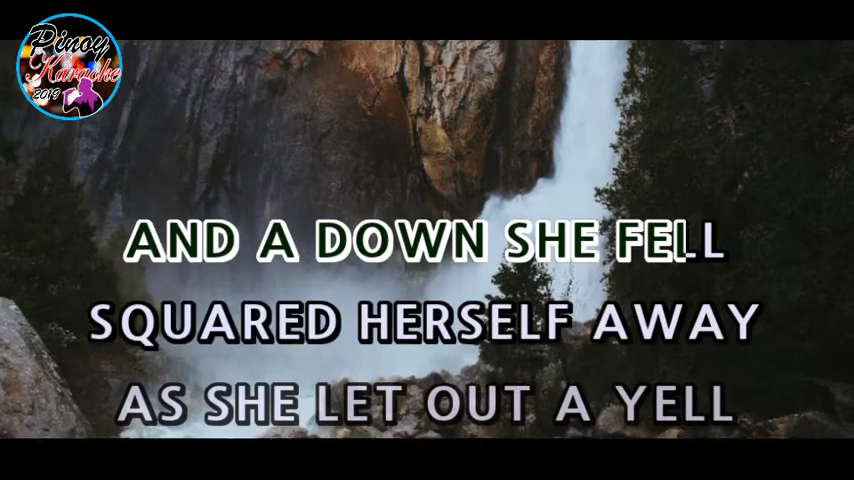 Pinoy
Karaoke
2019
AND A DOWN SHE FELL
SQUARED HERSELF AWAY
AS SHE LET OUT A YELL